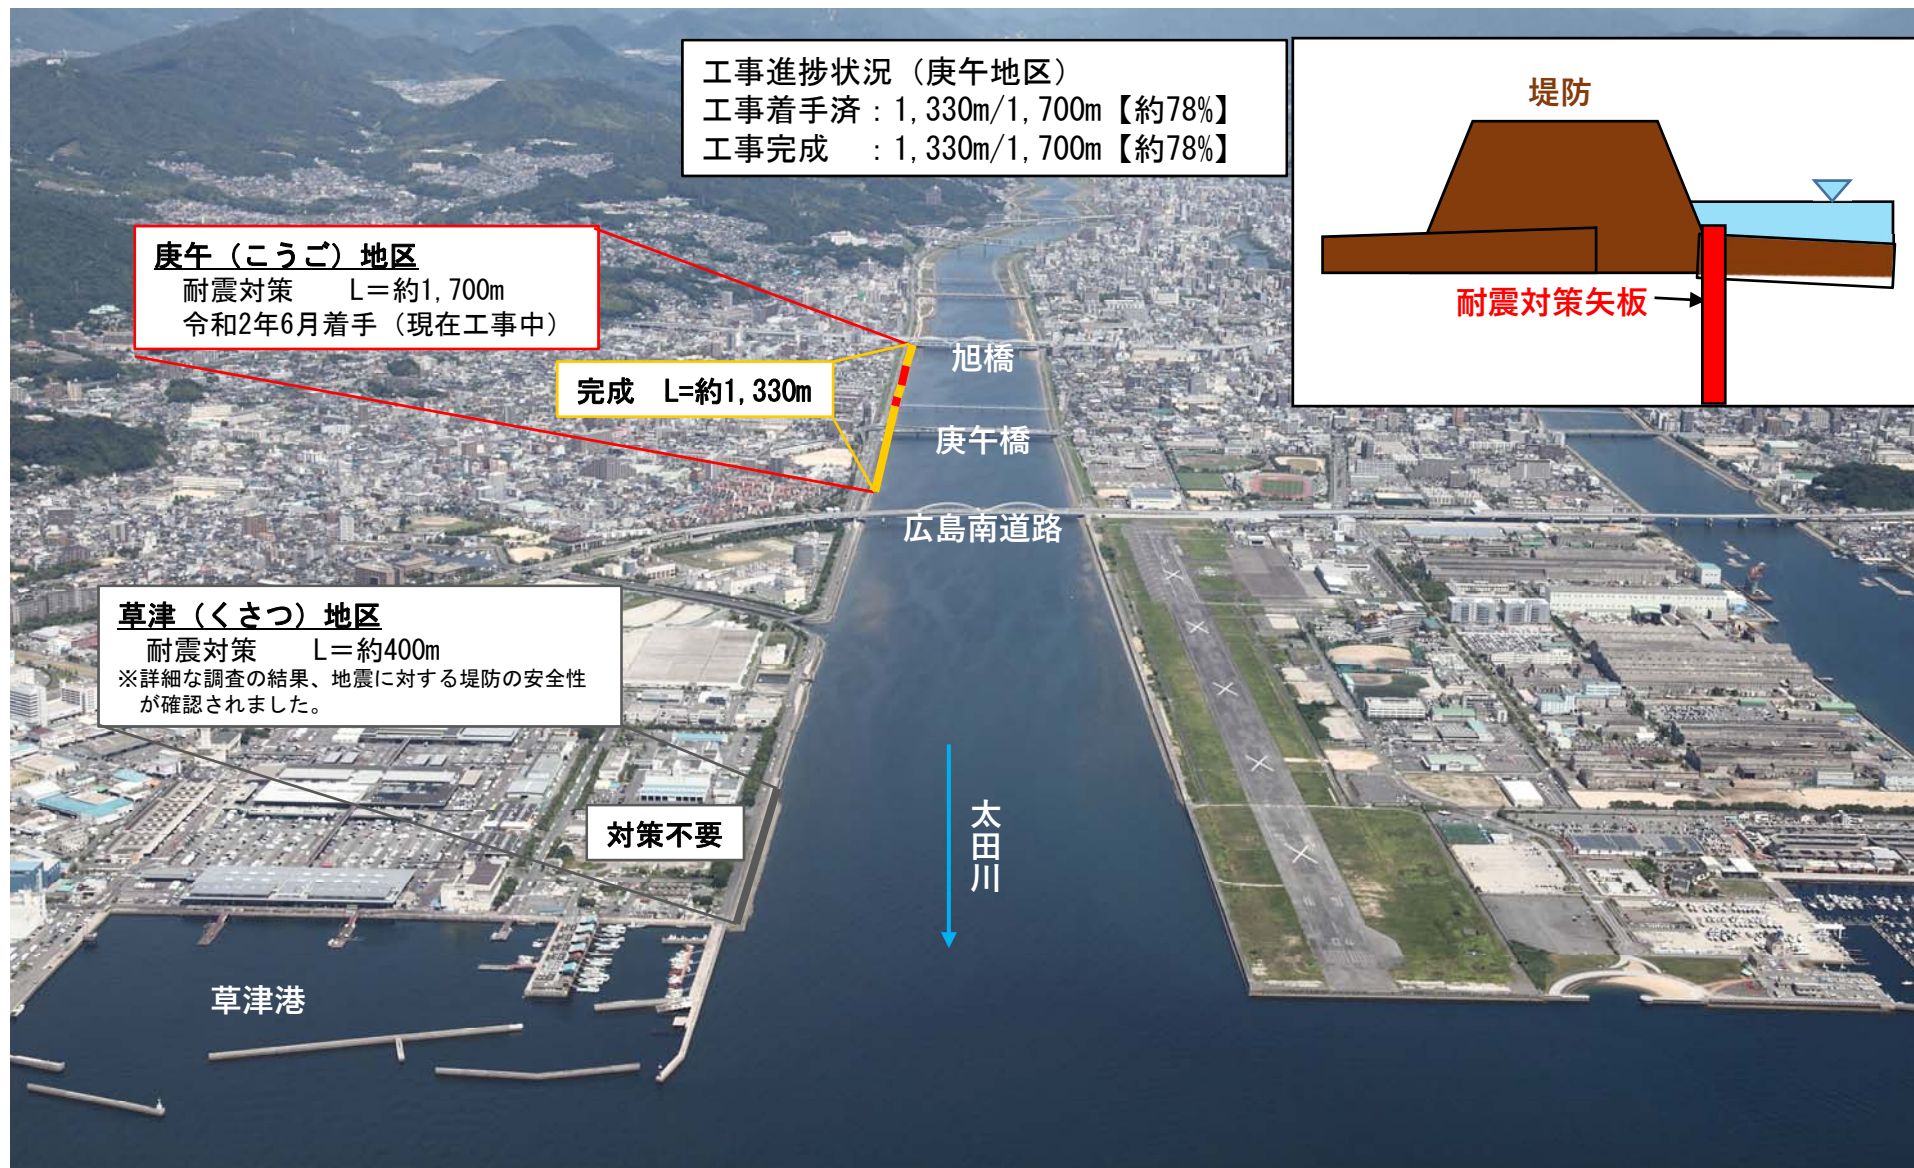 工事進捗状況（庚午地区）
工事着手済：1,330m/1,700m【約78%】
工事完成　：1,330m/1,700m【約78%】
堤防
耐震対策矢板
庚午（こうご）地区
耐震対策　　L＝約1,700m
令和2年6月着手（現在工事中）
完成　L=約1,330m
旭橋
庚午橋
広島南道路
草津（くさつ）地区
耐震対策　　L＝約400m
※詳細な調査の結果、地震に対する堤防の安全性
が確認されました。
対策不要
太田川
草津港